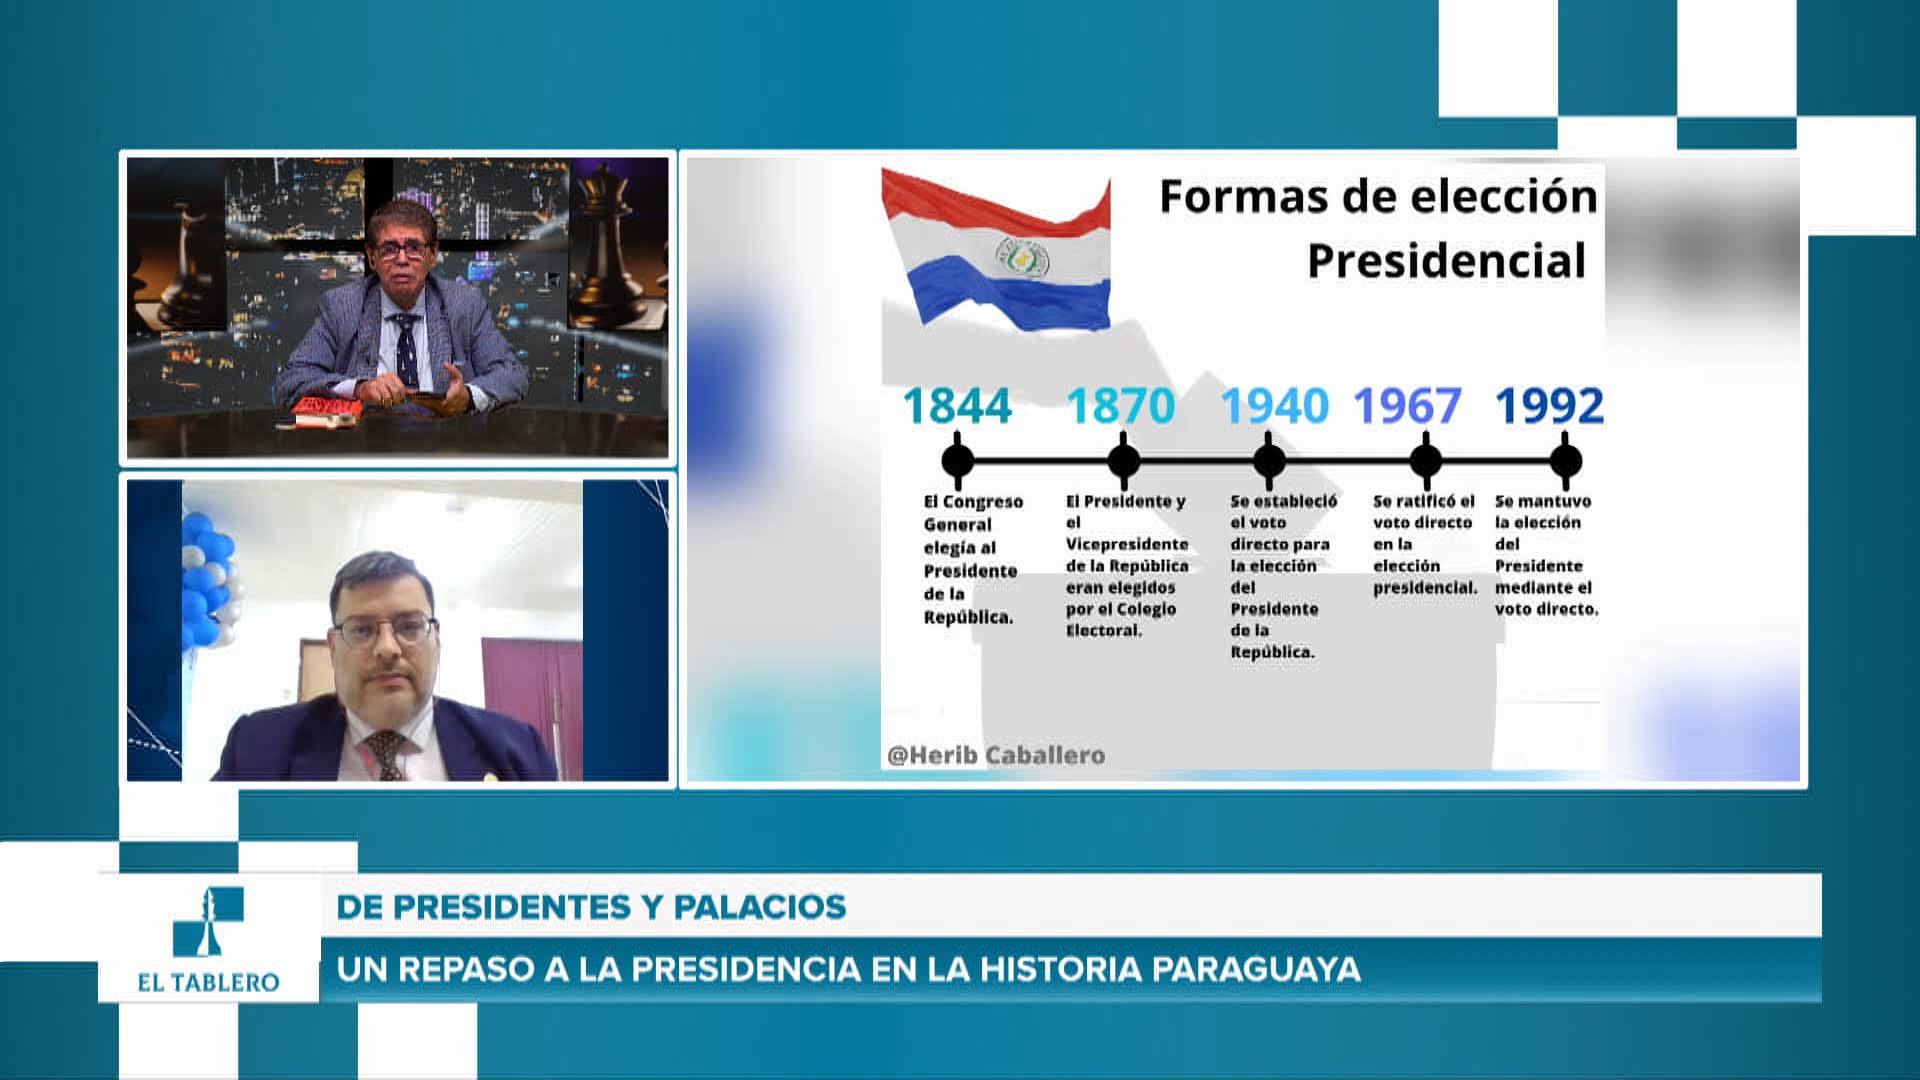 Formas de elección
Presidencial
1844
1870
1940
1967
1992
El Congreso
General
elegía al
Presidente
de la
República.
El Presidente y
el
Vicepresidente
de la República
eran elegidos
por el Colegio
Electoral.
Se estableció
el voto
directo para
la elección
del
Presidente
de la
República.
Se ratificó el
voto directo
en la
elección
presidencial.
Se mantuvo
la elección
del
Presidente
mediante el
voto directo.
@Herib Caballero
DE PRESIDENTES Y PALACIOS
UN REPASO A LA PRESIDENCIA EN LA HISTORIA PARAGUAYA
EL TABLERO